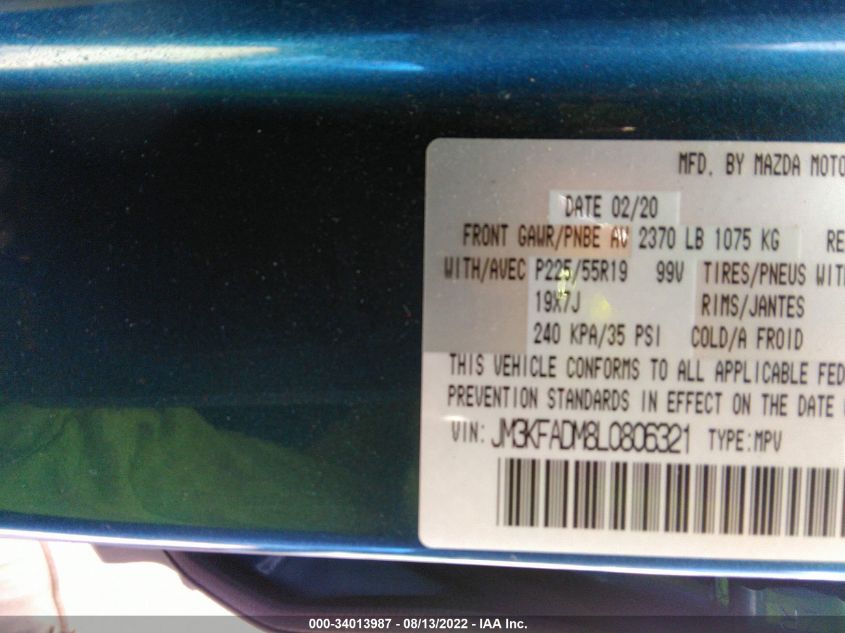 MFD. BY MAZDA MOTO
DATE 02/20
FRONT GAWR/PNBE AV 2370 LB 1075 KG RE
WITH/AVEC P225/55R19 99V TIRES/PNEUS WITH
19X7J RIMS/JANTES
240 KPA/35 PSI COLD/A FROID
THIS VEHICLE CONFORMS TO ALL APPLICABLE FED
PREVENTION STANDARDS IN EFFECT ON THE DATE
VIN: JM3KFADM8L0806321 TYPE:MPV
000-34013987 - 08/13/2022 - IAA Inc.